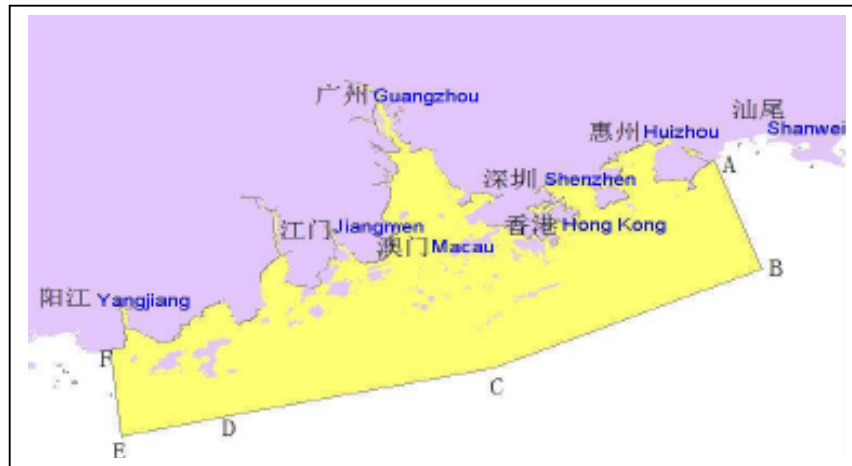 广州 Guangzhou
汕尾
惠州 Huizhou
Shanwei
A
深圳 Shenzhen
江门 Jiangmen
香港 Hong Kong
澳门 Macau
B
阳江 Yangjiang
F
C
D
E